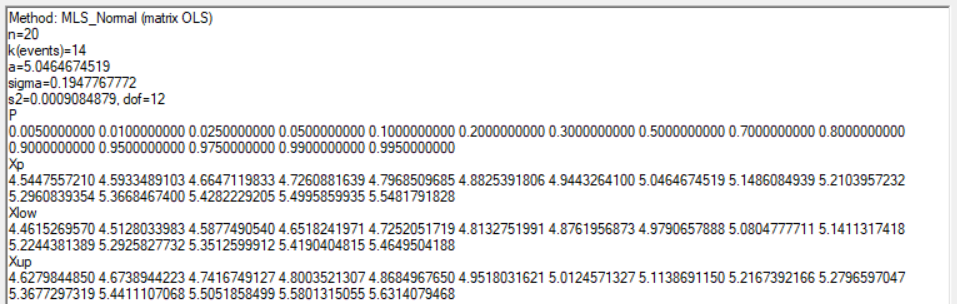 Method: MLS_Normal (matrix OLS)
n=20
k(events)=14
a=5.0464674519
sigma=0.1947767772
s2=0.0009084879, dof=12
P
0.0050000000 0.0100000000 0.0250000000 0.0500000000 0.1000000000 0.2000000000 0.3000000000 0.5000000000 0.7000000000 0.8000000000
0.9000000000 0.9500000000 0.9750000000 0.9900000000 0.9950000000
Xp
4.5447557210 4.5933489103 4.6647119833 4.7260881639 4.7968509685 4.8825391806 4.9443264100 5.0464674519 5.1486084939 5.2103957232
5.2960839354 5.3668467400 5.4282229205 5.4995859935 5.5481791828
Xlow
4.4615269570 4.5128033983 4.5877490540 4.6518241971 4.7252051719 4.8132751991 4.8761956873 4.9790657888 5.0804777711 5.1411317418
5.2244381389 5.2925827732 5.3512599912 5.4190404815 5.4649504188
Xup
4.6279844850 4.6738944223 4.7416749127 4.8003521307 4.8684967650 4.9518031621 5.0124571327 5.1138691150 5.2167392166 5.2796597047
5.3677297319 5.4411107068 5.5051858499 5.5801315055 5.6314079468